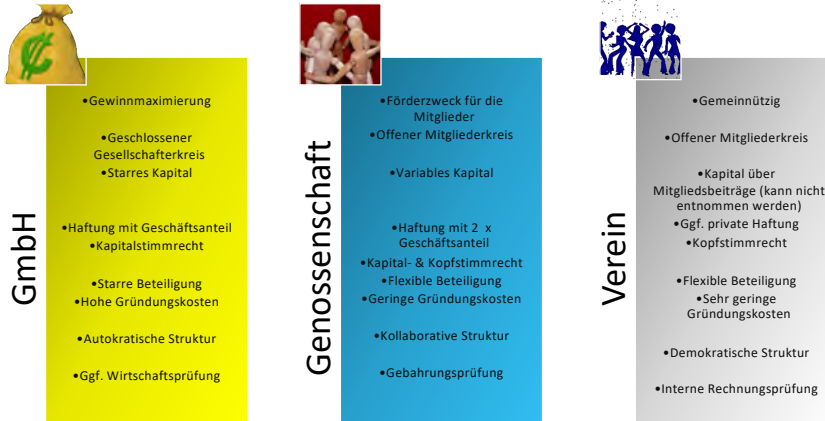 GmbH
•Gewinnmaximierung
•Geschlossener
Gesellschafterkreis
•Starres Kapital
•Haftung mit Geschäftsanteil
•Kapitalstimmrecht
•Starre Beteiligung
•Hohe Gründungskosten
•Autokratische Struktur
•Ggf. Wirtschaftsprüfung
Genossenschaft
•Förderzweck für die
Mitglieder
•Offener Mitgliederkreis
•Variables Kapital
•Haftung mit 2 x
Geschäftsanteil
•Kapital- & Kopfstimmrecht
•Flexible Beteiligung
•Geringe Gründungskosten
•Kollaborative Struktur
•Gebahrungsprüfung
Verein
•Gemeinnützig
•Offener Mitgliederkreis
•Kapital über
Mitgliedsbeiträge (kann nicht
entnommen werden)
•Ggf. private Haftung
•Kopfstimmrecht
•Flexible Beteiligung
•Sehr geringe
Gründungskosten
•Demokratische Struktur
•Interne Rechnungsprüfung